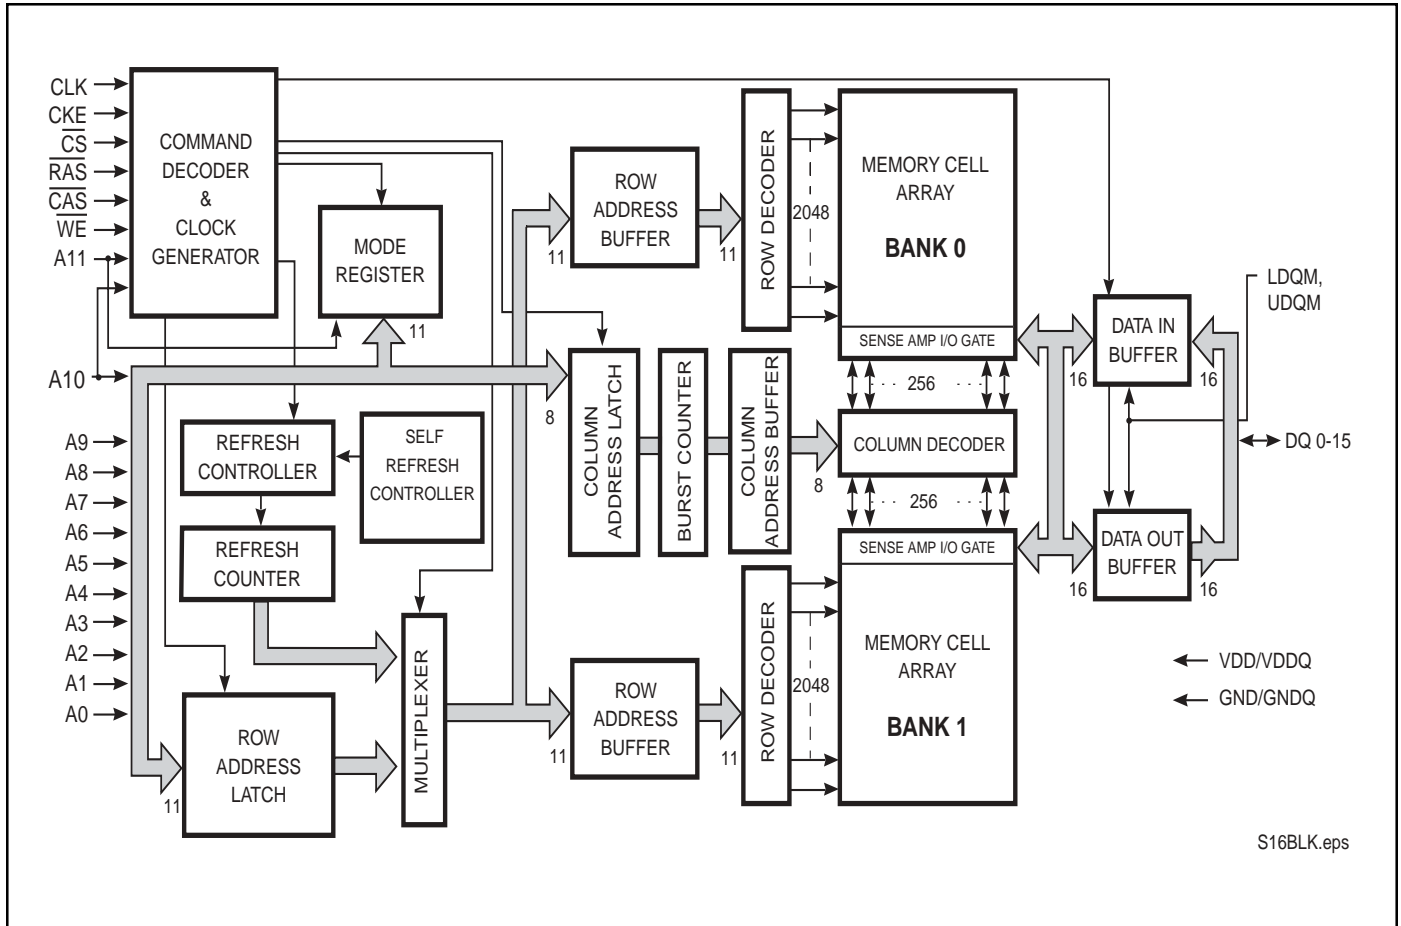 CLK
CKE
C̅S̅
R̅A̅S̅
C̅A̅S̅
W̅E̅
A11
A10
A9
A8
A7
A6
A5
A4
A3
A2
A1
A0
COMMAND
DECODER
&
CLOCK
GENERATOR
MODE
REGISTER
11
REFRESH
CONTROLLER
SELF
REFRESH
CONTROLLER
REFRESH
COUNTER
ROW
ADDRESS
LATCH
11
MULTIPLEXER
ROW
ADDRESS
BUFFER
11
11
ROW DECODER
2048
MEMORY CELL
ARRAY
BANK 0
SENSE AMP I/O GATE
8
COLUMN
ADDRESS LATCH
BURST COUNTER
COLUMN
ADDRESS BUFFER
8
256
COLUMN DECODER
256
ROW
ADDRESS
BUFFER
11
11
ROW DECODER
2048
SENSE AMP I/O GATE
MEMORY CELL
ARRAY
BANK 1
DATA IN
BUFFER
16
16
DATA OUT
BUFFER
16
16
LDQM,
UDQM
DQ 0-15
VDD/VDDQ
GND/GNDQ
S16BLK.eps